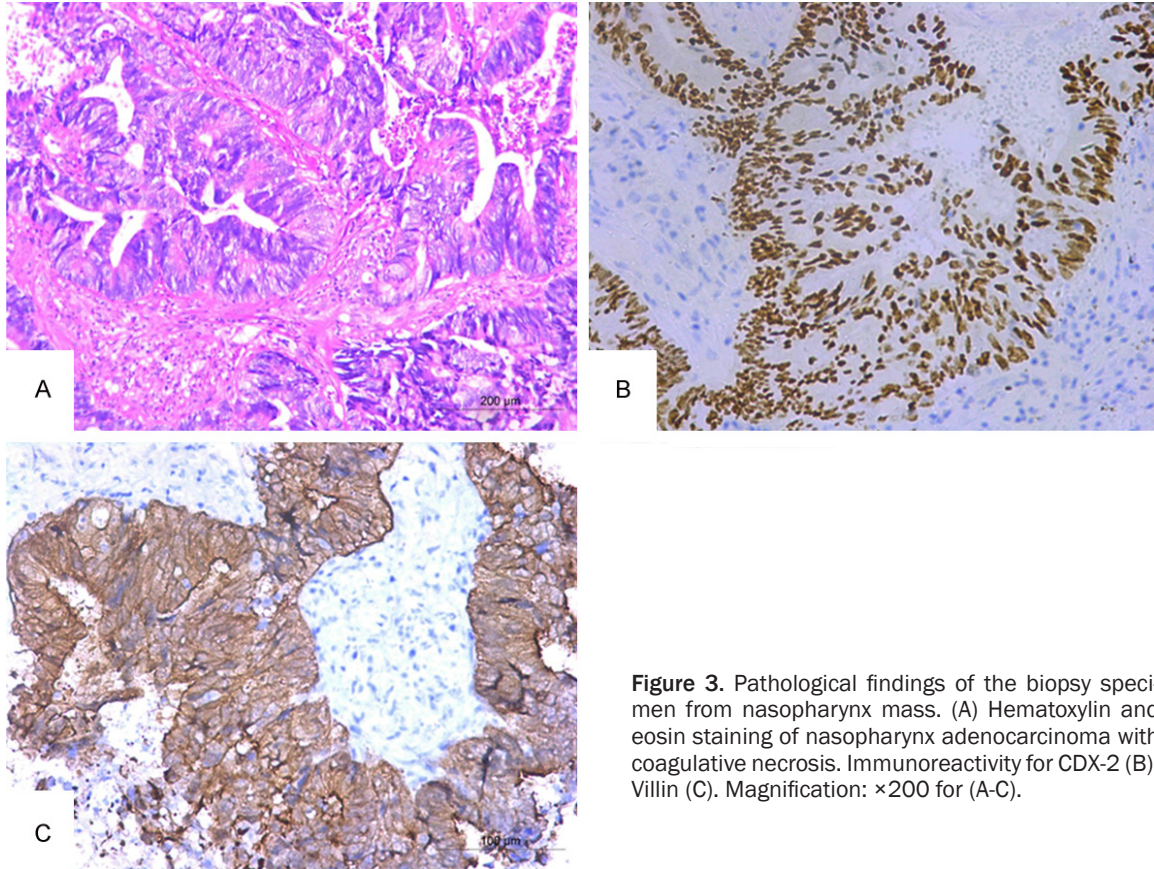 A
200 µm
B
C
100 µm
Figure 3. Pathological findings of the biopsy speci-
men from nasopharynx mass. (A) Hematoxylin and
eosin staining of nasopharynx adenocarcinoma with
coagulative necrosis. Immunoreactivity for CDX-2 (B)
Villin (C). Magnification: ×200 for (A-C).